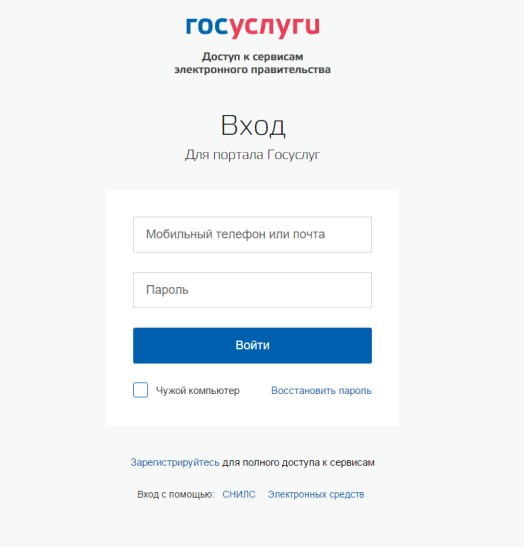 госуслуги
Доступ к сервисам
электронного правительства
Вход
Для портала Госуслуг
Мобильный телефон или почта
Пароль
Войти
Чужой компьютер Восстановить пароль
Зарегистрируйтесь для полного доступа к сервисам
Вход с помощью: СНИЛС Электронных средств